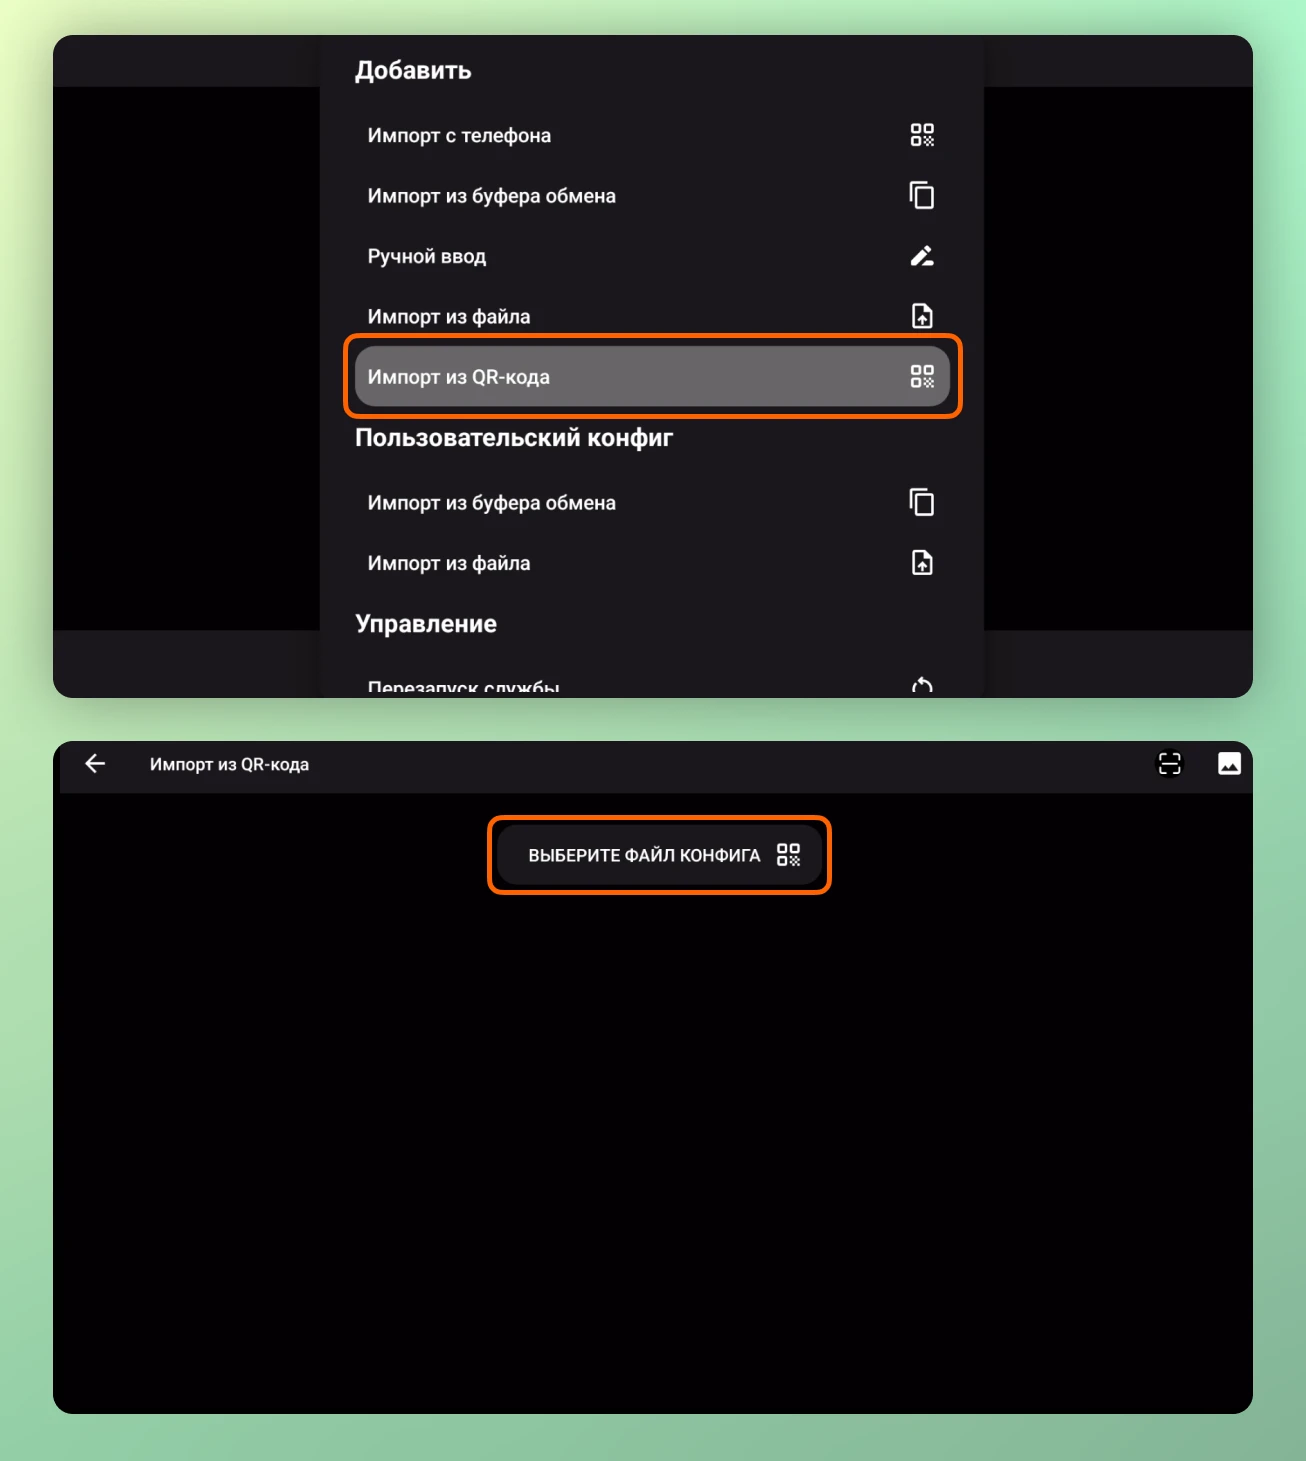 Добавить
Импорт с телефона
Импорт из буфера обмена
Ручной ввод
Импорт из файла
Импорт из QR-кода
Пользовательский конфиг
Импорт из буфера обмена
Импорт из файла
Управление
Перезапуск службы
Импорт из QR-кода
ВЫБЕРИТЕ ФАЙЛ КОНФИГА